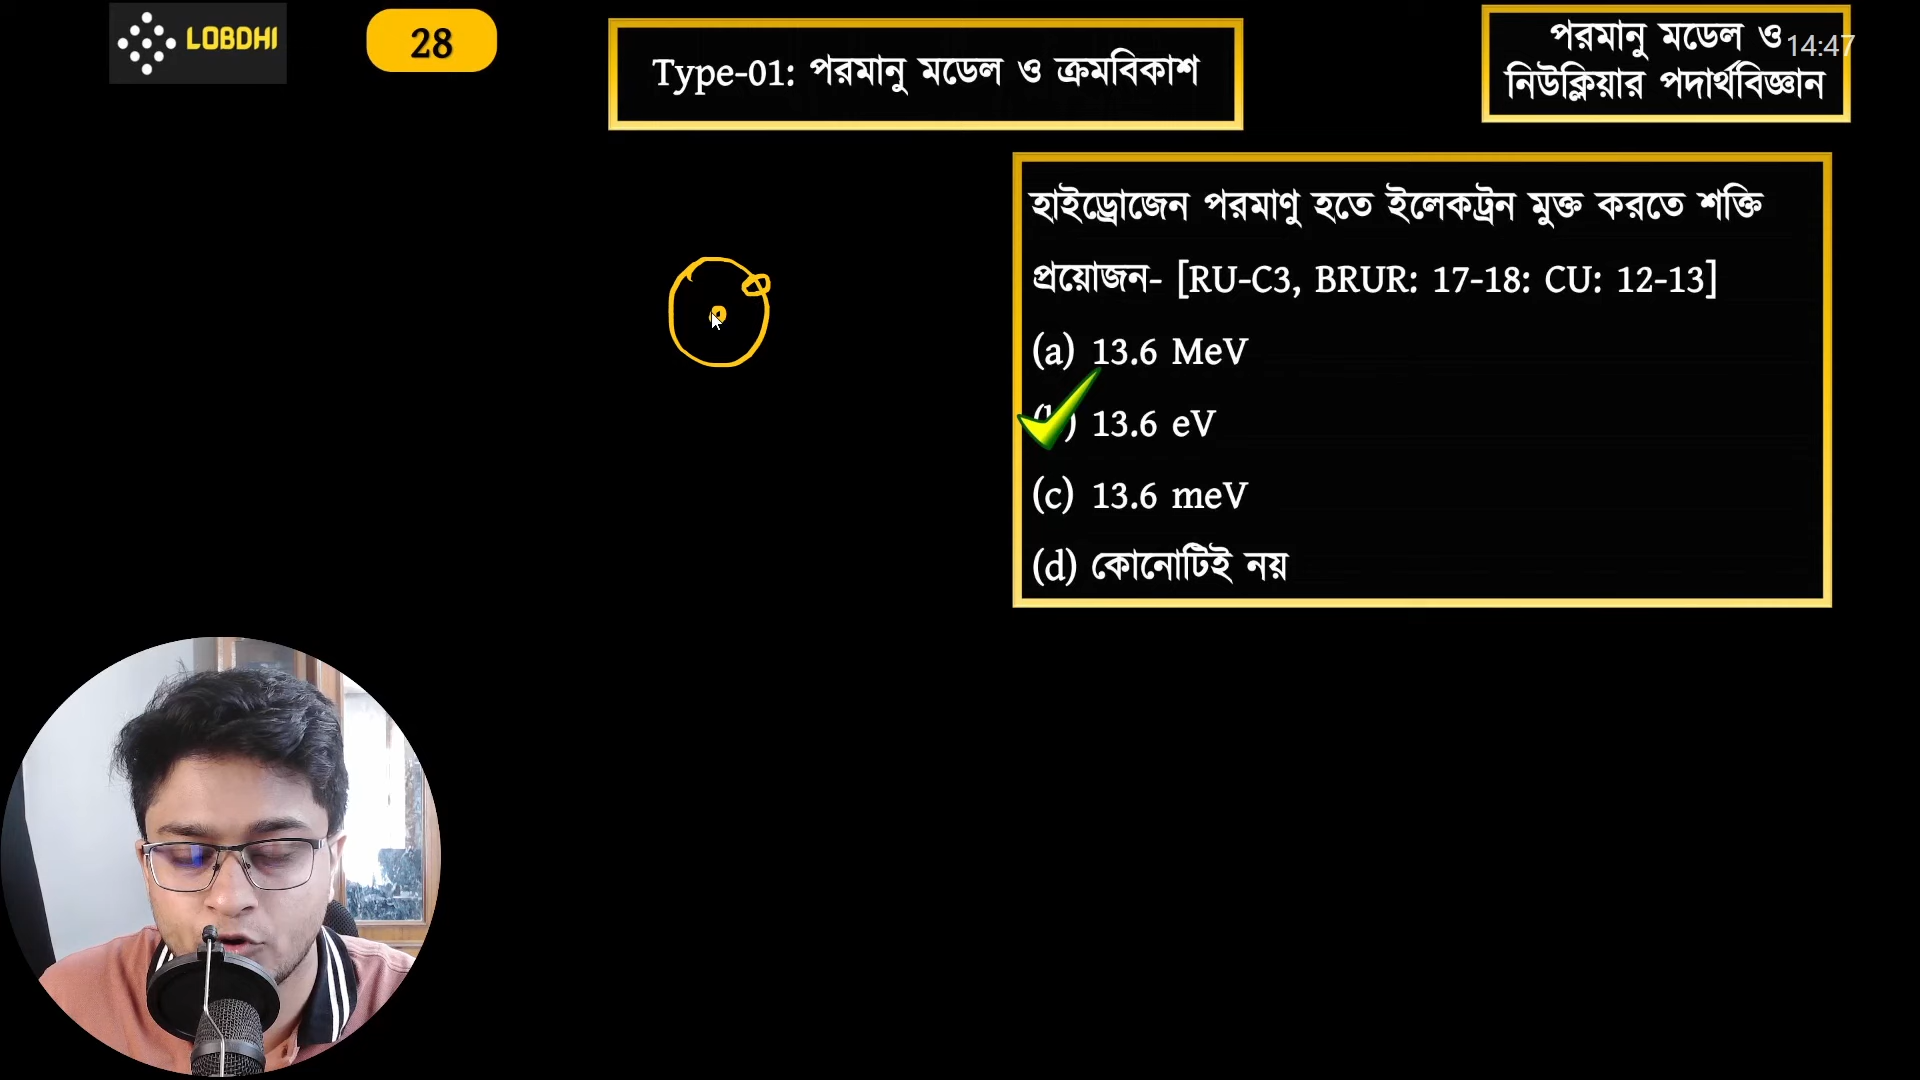 LOBDHI
28
Type-01: পরমানু মডেল ও ক্রমবিকাশ
পরমানু মডেল ও
নিউক্লিয়ার পদার্থবিজ্ঞান
14:47
হাইড্রোজেন পরমাণু হতে ইলেকট্রন মুক্ত করতে শক্তি
প্রয়োজন- [RU-C3, BRUR: 17-18: CU: 12-13]
(a) 13.6 MeV
(b) 13.6 eV
(c) 13.6 meV
(d) কোনোটিই নয়